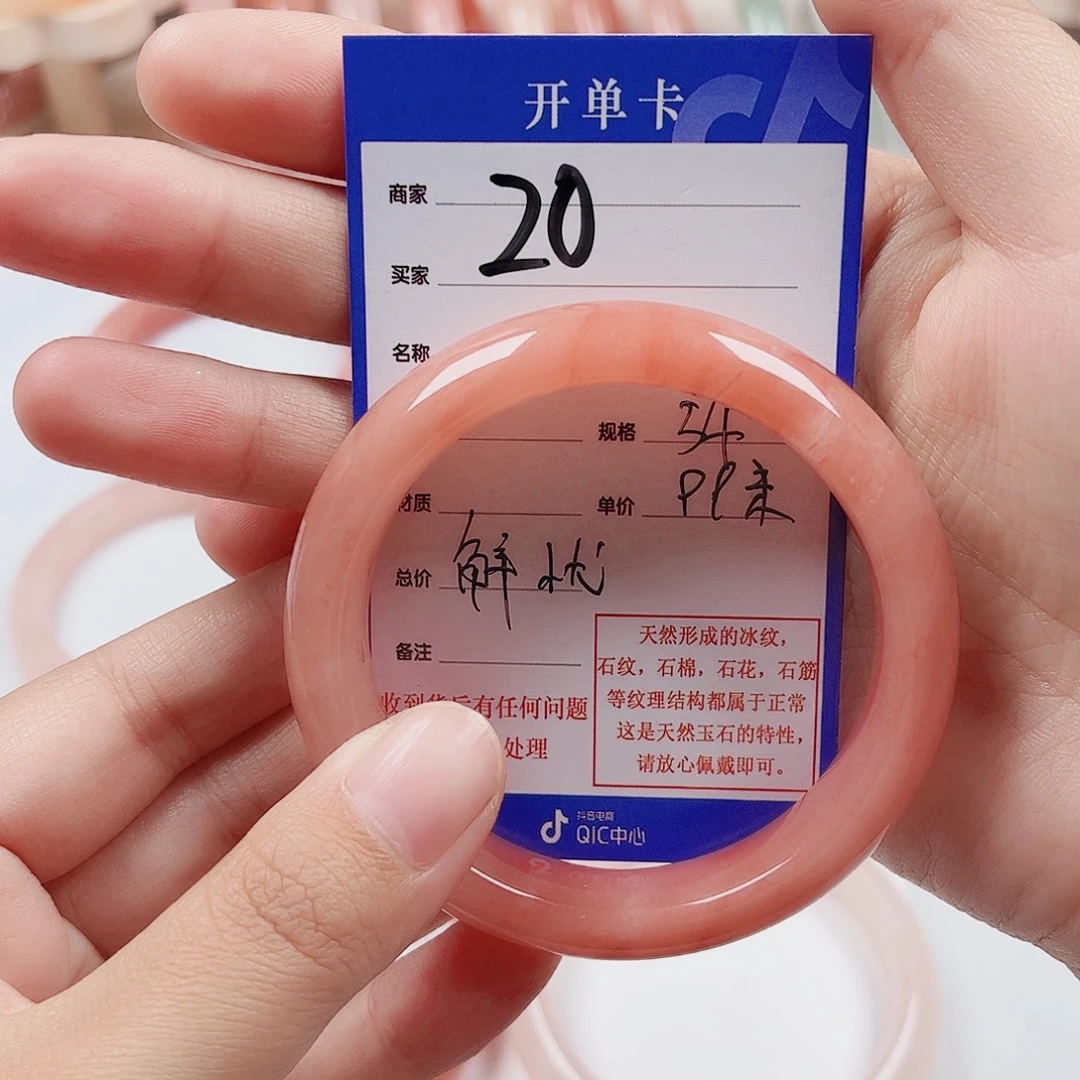 开单卡
商家 20
买家
名称
规格 54
材质
单价
总价 解忧
备注
天然形成的冰纹，
石纹，石棉，石花，石筋
等纹理结构都属于正常
这是天然玉石的特性，
请放心佩戴即可。
收到货后有任何问题
处理
抖音电商
QIC中心